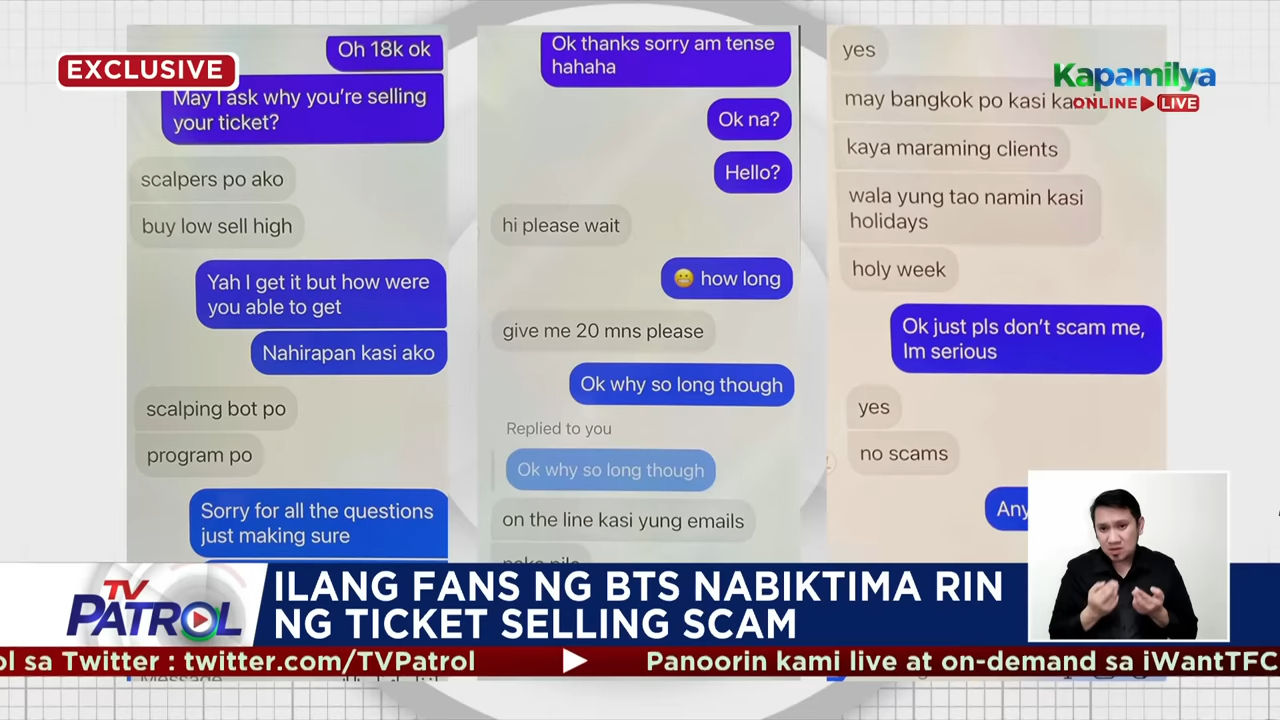 EXCLUSIVE
Kapamilya
ONLINE LIVE
Oh 18k ok
May I ask why you're selling
your ticket?
scalpers po ako
buy low sell high
Yah I get it but how were
you able to get
Nahirapan kasi ako
scalping bot po
program po
Sorry for all the questions
just making sure
Ok thanks sorry am tense
hahaha
Ok na?
Hello?
hi please wait
😬 how long
give me 20 mns please
Ok why so long though
Replied to you
Ok why so long though
on the line kasi yung emails
yes
may bangkok po kasi
kaya maraming clients
wala yung tao namin kasi
holidays
holy week
Ok just pls don't scam me,
Im serious
yes
no scams
Any
TV
PATROL
ILANG FANS NG BTS NABIKTIMA RIN
NG TICKET SELLING SCAM
ol sa Twitter : twitter.com/TVPatrol Panoorin kami live at on-demand sa iWantTFC